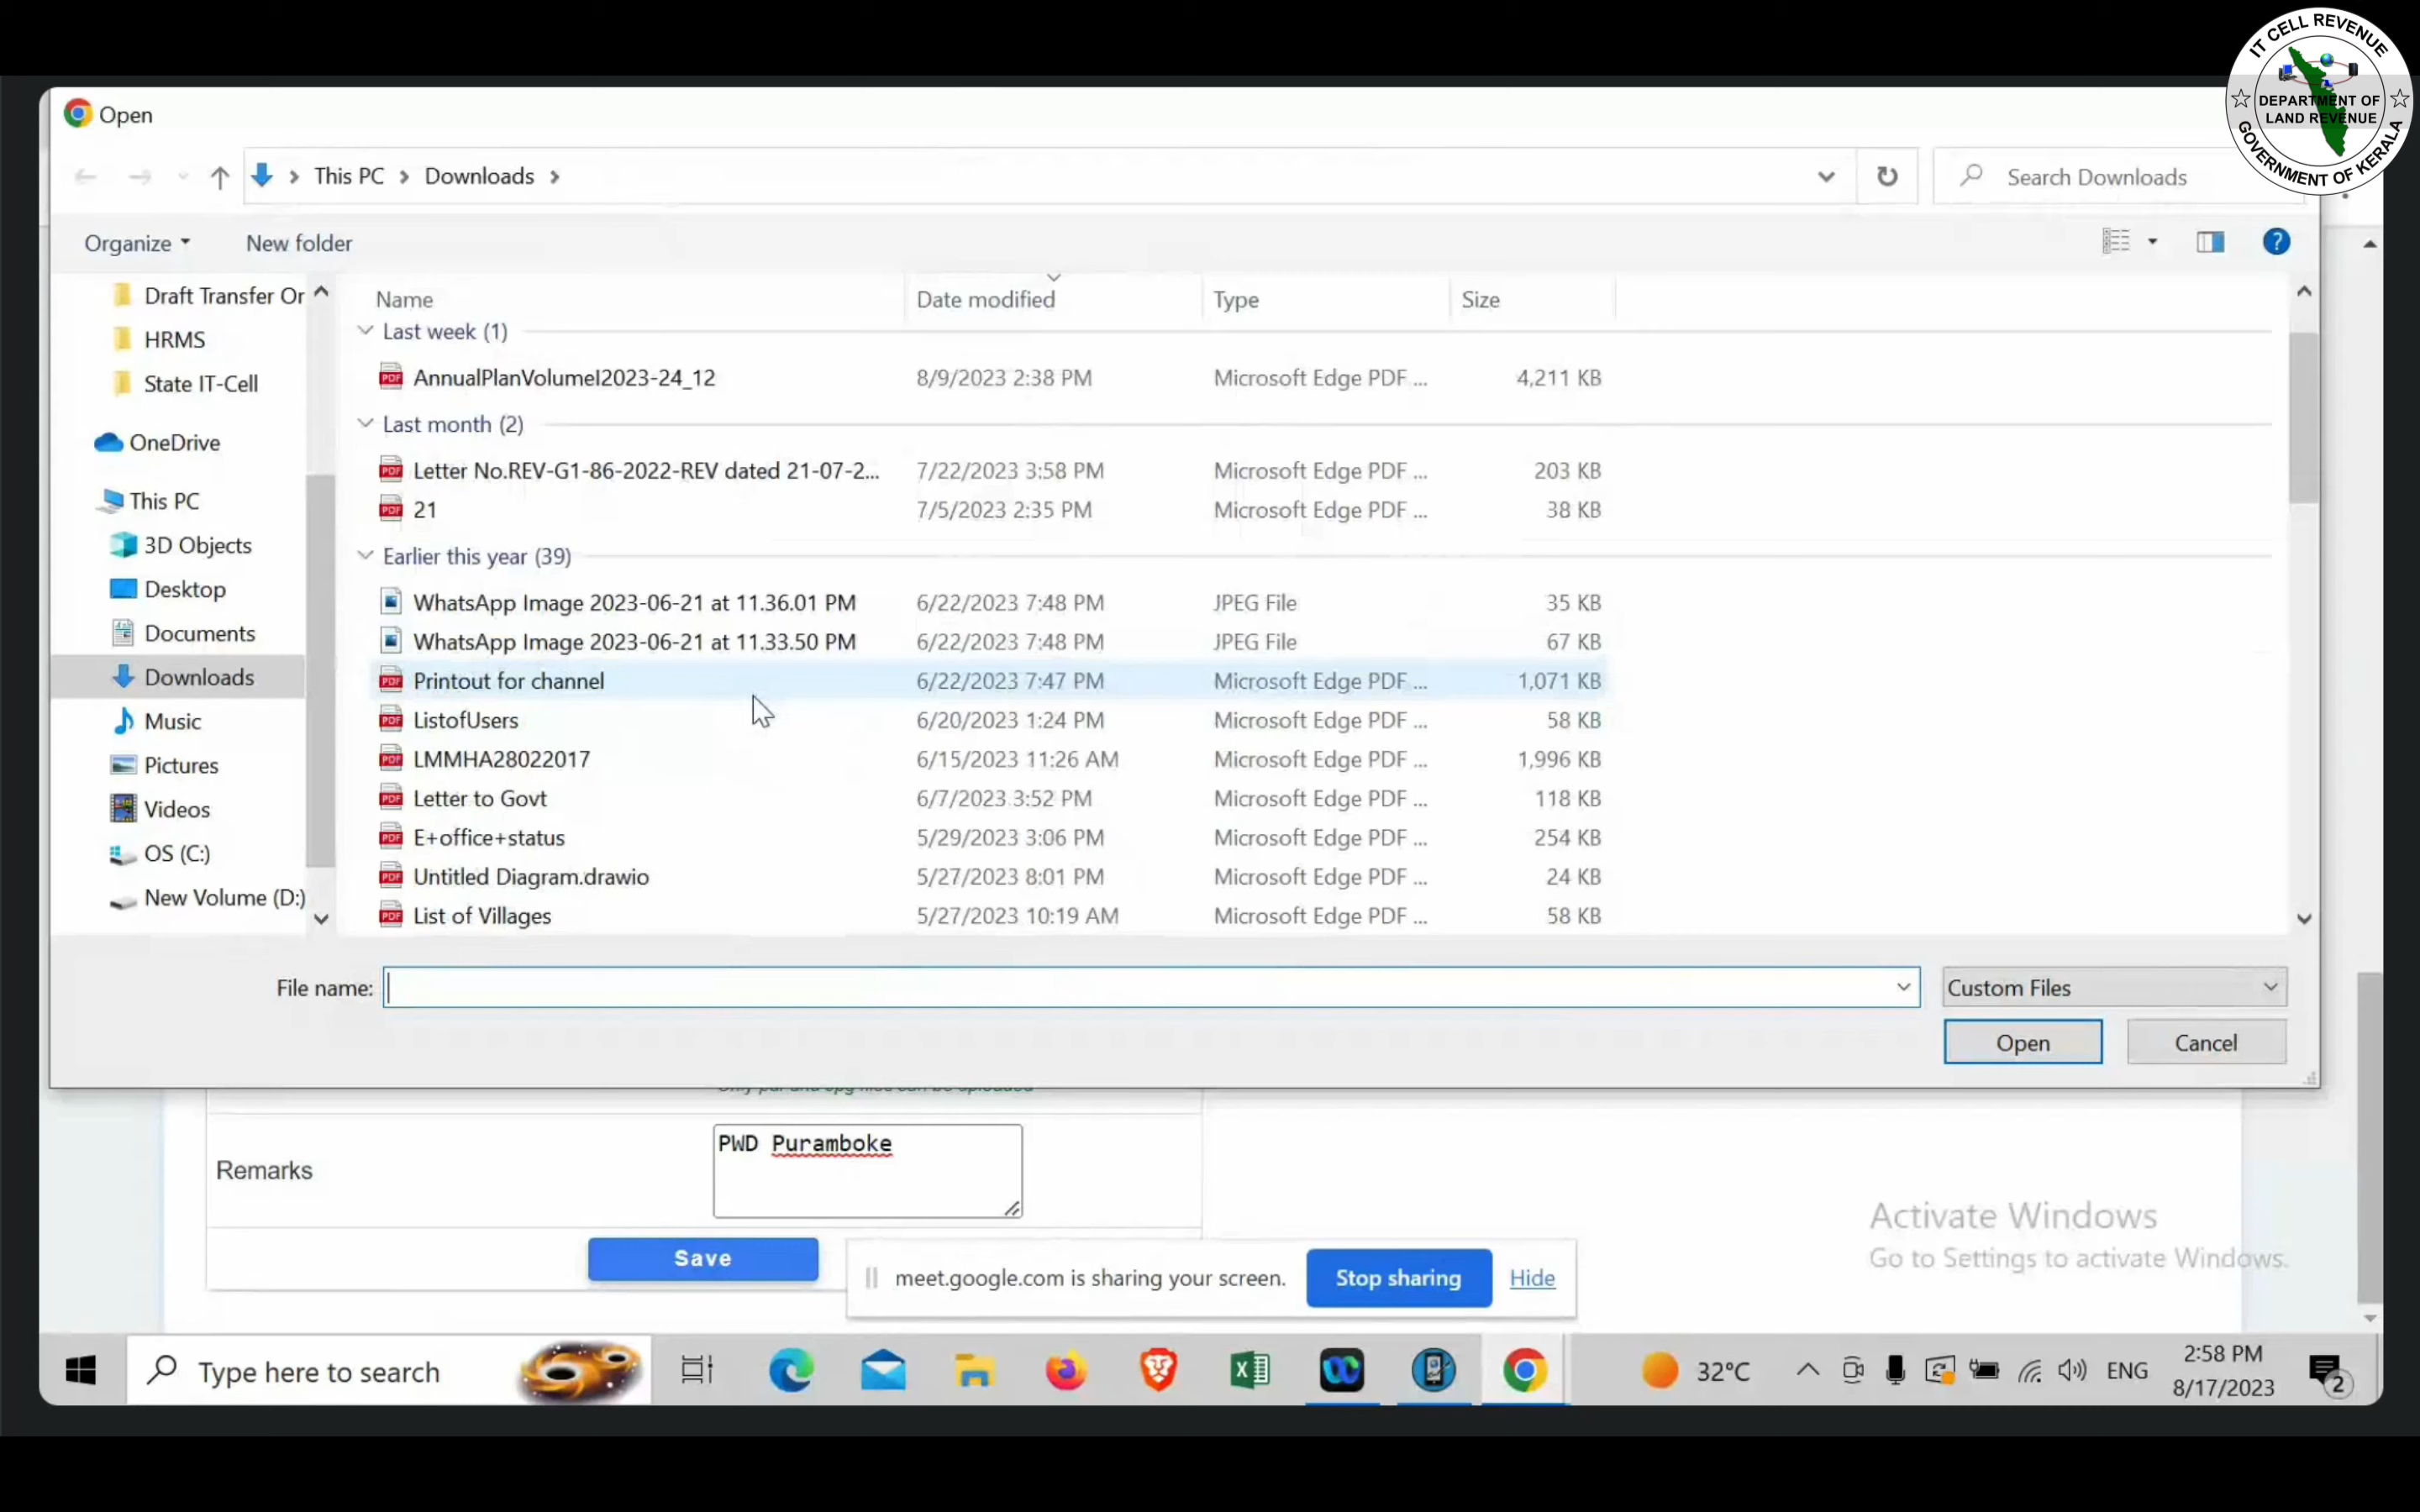 IT CELL REVENUE
DEPARTMENT OF
LAND REVENUE
GOVERNMENT OF KERALA
Open
This PC
Downloads
Search Downloads
Organize
New folder
Draft Transfer Or
HRMS
State IT-Cell
OneDrive
This PC
3D Objects
Desktop
Documents
Downloads
Music
Pictures
Videos
OS (C:)
New Volume (D:)
Name Date modified Type Size
Last week (1)
AnnualPlanVolumeI2023-24_12 8/9/2023 2:38 PM Microsoft Edge PDF ... 4,211 KB
Last month (2)
Letter No.REV-G1-86-2022-REV dated 21-07-2... 7/22/2023 3:58 PM Microsoft Edge PDF ... 203 KB
21 7/5/2023 2:35 PM Microsoft Edge PDF ... 38 KB
Earlier this year (39)
WhatsApp Image 2023-06-21 at 11.36.01 PM 6/22/2023 7:48 PM JPEG File 35 KB
WhatsApp Image 2023-06-21 at 11.33.50 PM 6/22/2023 7:48 PM JPEG File 67 KB
Printout for channel 6/22/2023 7:47 PM Microsoft Edge PDF ... 1,071 KB
ListofUsers 6/20/2023 1:24 PM Microsoft Edge PDF ... 58 KB
LMMHA28022017 6/15/2023 11:26 AM Microsoft Edge PDF ... 1,996 KB
Letter to Govt 6/7/2023 3:52 PM Microsoft Edge PDF ... 118 KB
E+office+status 5/29/2023 3:06 PM Microsoft Edge PDF ... 254 KB
Untitled Diagram.drawio 5/27/2023 8:01 PM Microsoft Edge PDF ... 24 KB
List of Villages 5/27/2023 10:19 AM Microsoft Edge PDF ... 58 KB
File name:
Custom Files
Open
Cancel
Remarks
PWD Puramboke
Save
meet.google.com is sharing your screen.
Stop sharing
Hide
Activate Windows
Go to Settings to activate Windows.
Type here to search
32°C
ENG
2:58 PM
8/17/2023
2